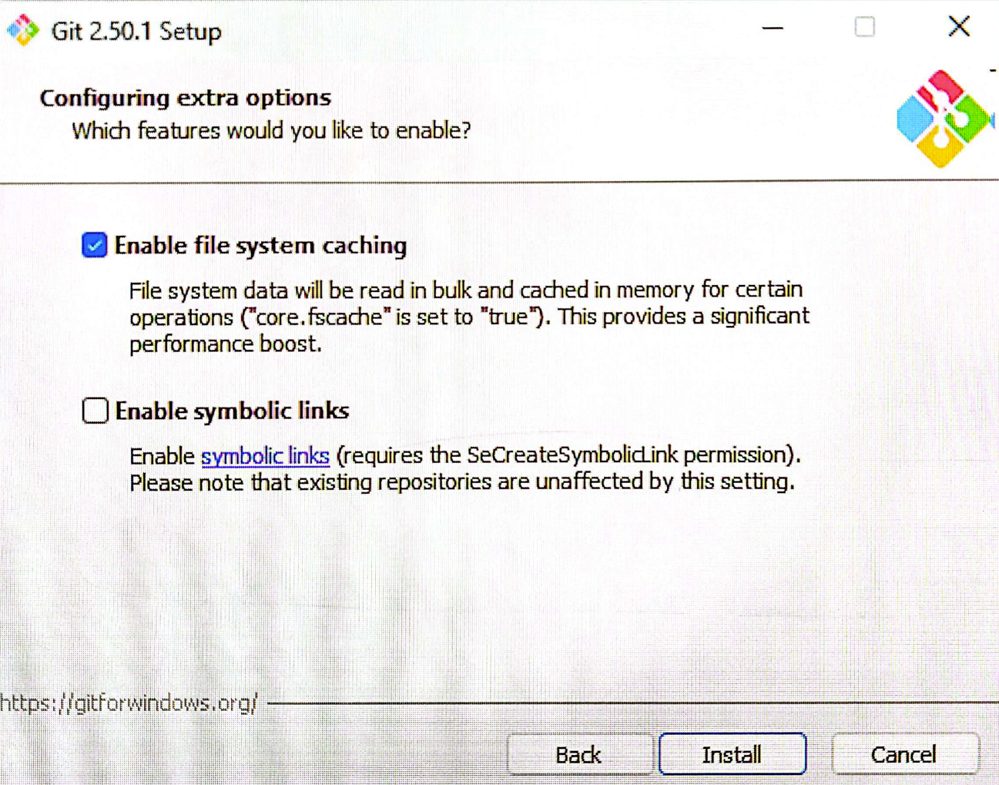 Git 2.50.1 Setup
Configuring extra options
Which features would you like to enable?
Enable file system caching
File system data will be read in bulk and cached in memory for certain
operations ("core.fscache" is set to "true"). This provides a significant
performance boost.
Enable symbolic links
Enable symbolic links (requires the SeCreateSymbolicLink permission).
Please note that existing repositories are unaffected by this setting.
https://gitforwindows.org/
Back Install Cancel